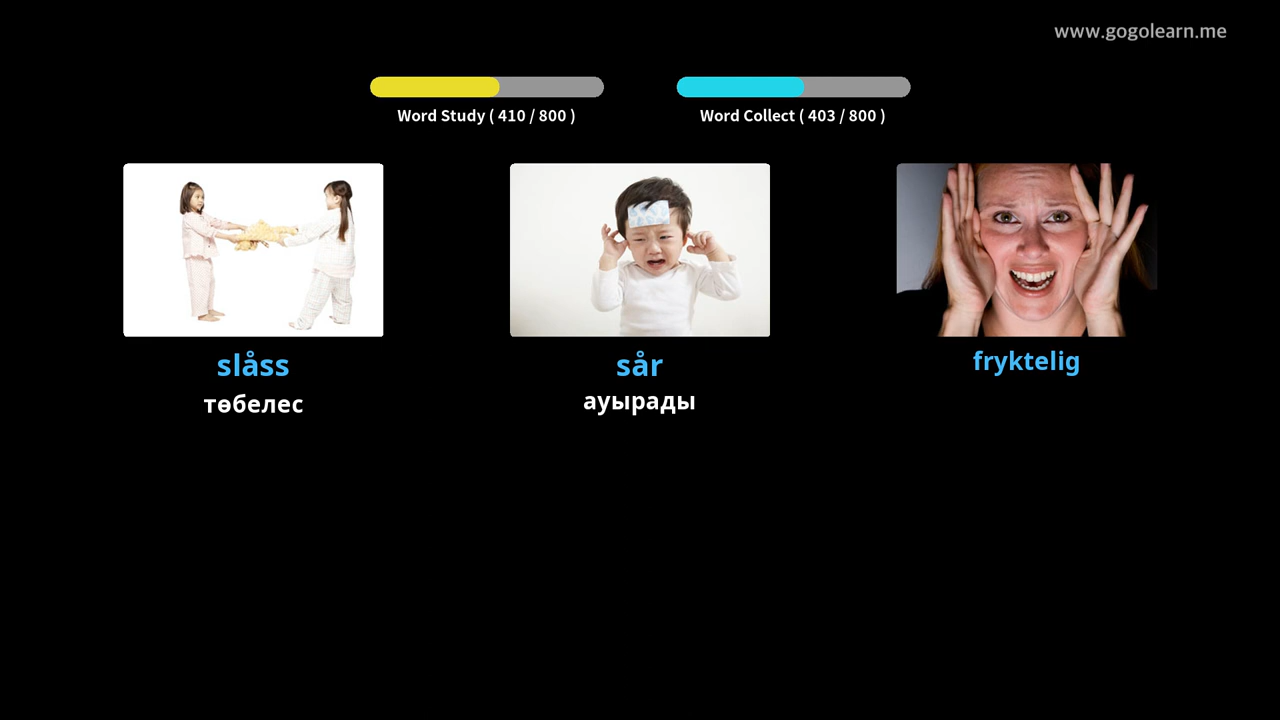 www.gogolearn.me
Word Study ( 410 / 800 )
Word Collect ( 403 / 800 )
slåss
sår
fryktelig
төбелес
ауырады